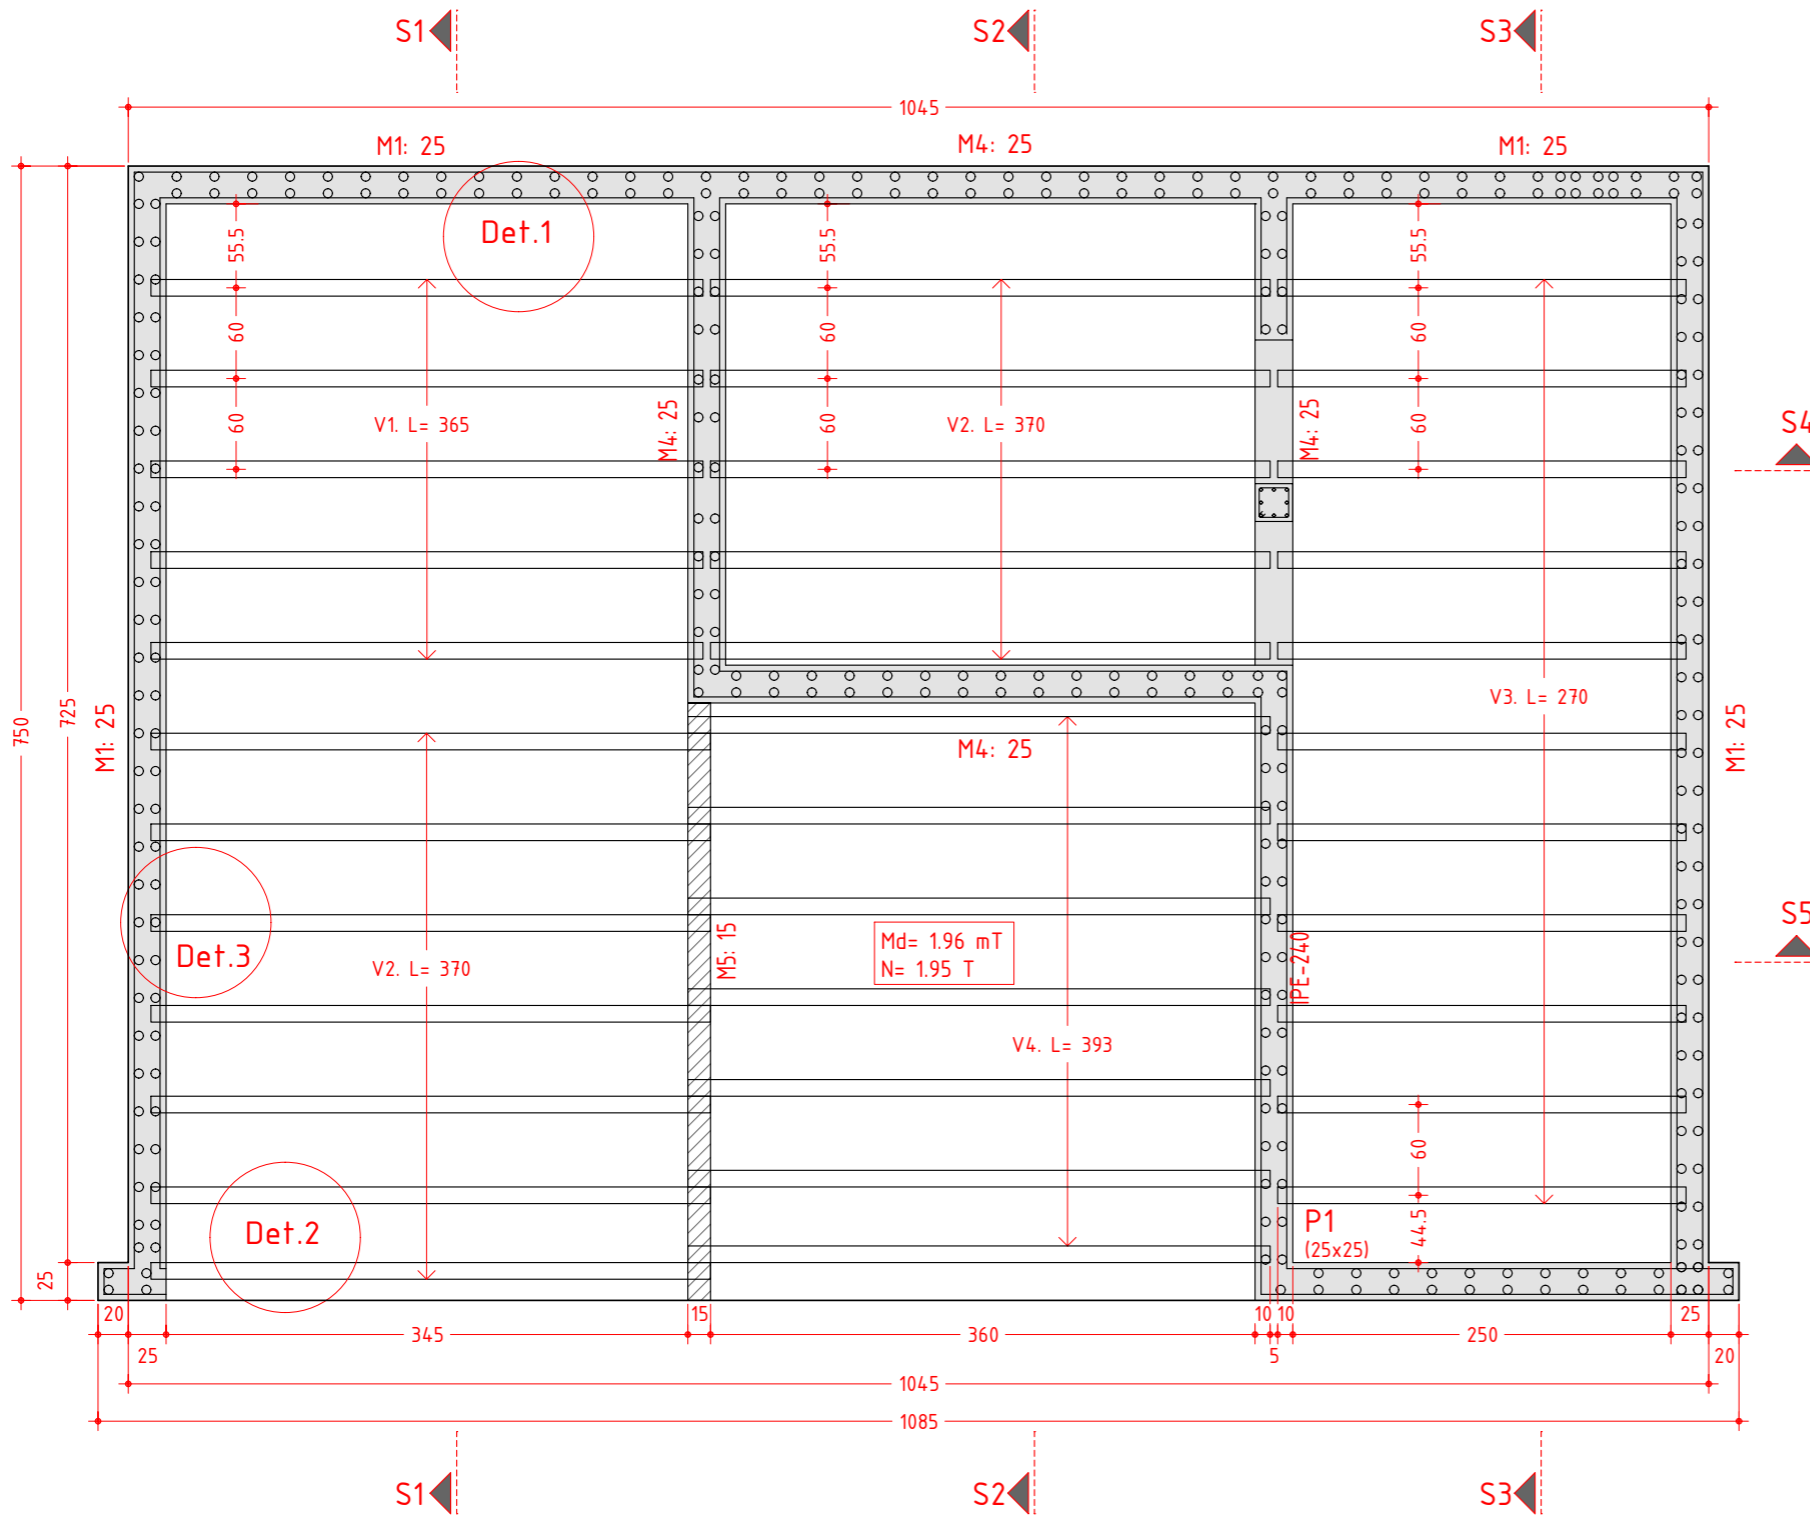 S1
S2
S3
1045
M1: 25
M4: 25
M1: 25
Det.1
55.5
55.5
55.5
60
60
60
60
60
60
M4: 25
M4: 25
V1. L= 365
V2. L= 370
S4
V3. L= 270
750
725
M1: 25
M1: 25
M4: 25
S5
Det.3
V2. L= 370
M5: 15
Md= 1.96 mT
N= 1.95 T
IPE-240
V4. L= 393
60
44.5
Det.2
P1
(25x25)
25
20
15
10
10
25
345
360
250
25
5
20
1045
1085
S1
S2
S3